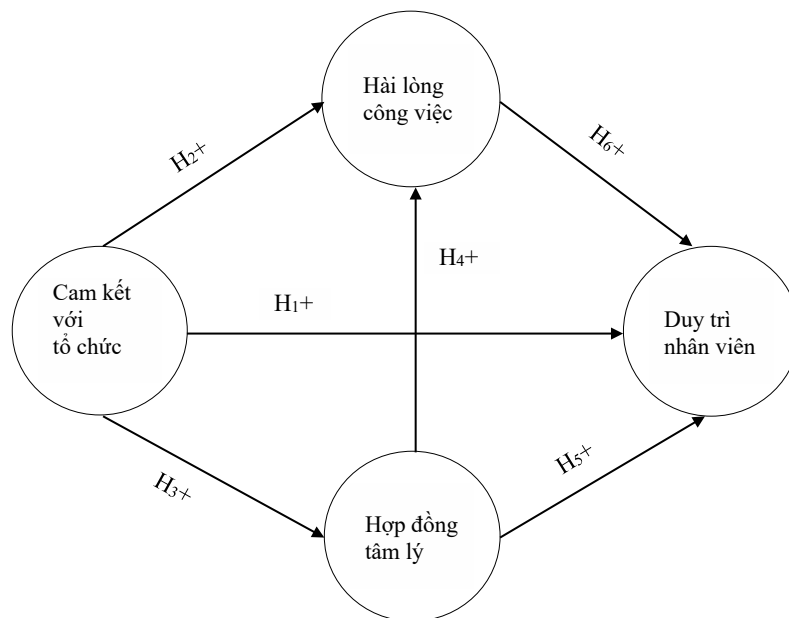 Hài lòng
công việc
H2+
H6+
H4+
Cam kết
với
tổ chức
H1+
Duy trì
nhân viên
H3+
H5+
Hợp đồng
tâm lý